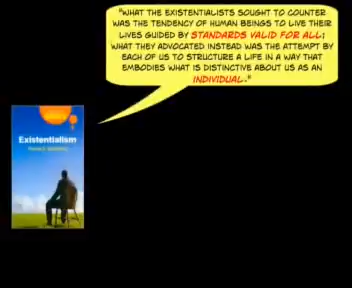 "WHAT THE EXISTENTIALISTS SOUGHT TO COUNTER
WAS THE TENDENCY OF HUMAN BEINGS TO LIVE THEIR
LIVES GUIDED BY STANDARDS VALID FOR ALL;
WHAT THEY ADVOCATED INSTEAD WAS THE ATTEMPT BY
EACH OF US TO STRUCTURE A LIFE IN A WAY THAT
EMBODIES WHAT IS DISTINCTIVE ABOUT US AS AN
INDIVIDUAL."
Existentialism